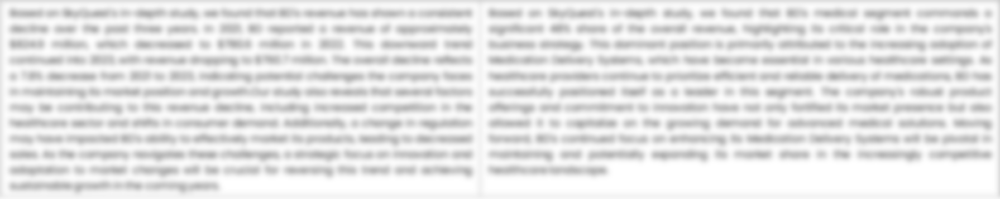 Based on SkyQuest's in-depth study, we found that BD's revenue has shown a consistent
decline over the past three years. In 2021, BD reported a revenue of approximately
million, which decreased to million in 2022. This downward trend
continued into 2023, with revenue dropping to million. The overall decline reflects
a decrease from 2021 to 2023, indicating potential challenges the company faces
in maintaining its market position and growth.Our study also reveals that several factors
may be contributing to this revenue decline, including increased competition in the
healthcare sector and shifts in consumer demand. Additionally, a change in regulation
may have impacted BD's ability to effectively market its products, leading to decreased
sales. As the company navigates these challenges, a strategic focus on innovation and
adaptation to market changes will be crucial for reversing this trend and achieving
sustainable growth in the coming years.
Based on SkyQuest's in-depth study, we found that BD's medical segment commands a
significant share of the overall revenue, highlighting its critical role in the company's
business strategy. This dominant position is primarily attributed to the increasing adoption of
Medication Delivery Systems, which have become essential in various healthcare settings. As
healthcare providers continue to prioritize efficient and reliable delivery of medications, BD has
successfully positioned itself as a leader in this segment. The company's robust product
offerings and commitment to innovation have not only fortified its market presence but also
allowed it to capitalize on the growing demand for advanced medical solutions. Moving
forward, BD's continued focus on enhancing its Medication Delivery Systems will be pivotal in
maintaining and potentially expanding its market share in the increasingly competitive
healthcare landscape.